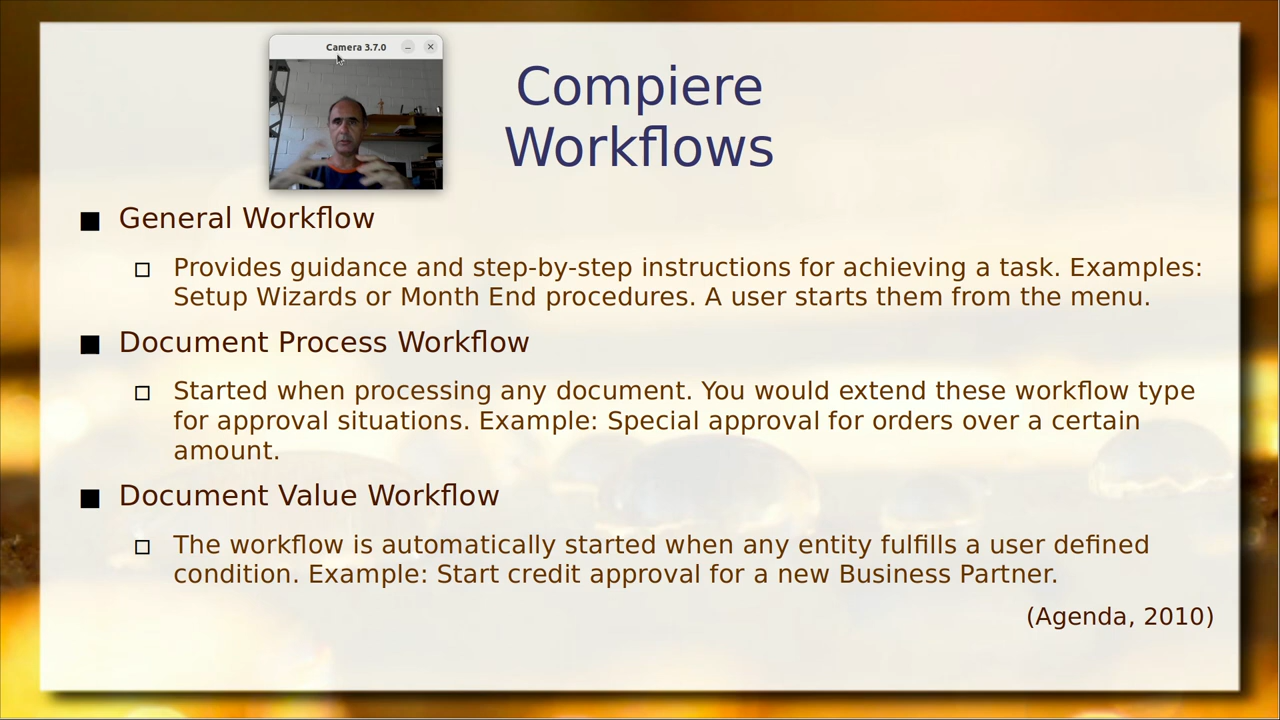 Camera 3.7.0
Compiere
Workflows
General Workflow
Provides guidance and step-by-step instructions for achieving a task. Examples:
Setup Wizards or Month End procedures. A user starts them from the menu.
Document Process Workflow
Started when processing any document. You would extend these workflow type
for approval situations. Example: Special approval for orders over a certain
amount.
Document Value Workflow
The workflow is automatically started when any entity fulfills a user defined
condition. Example: Start credit approval for a new Business Partner.
(Agenda, 2010)